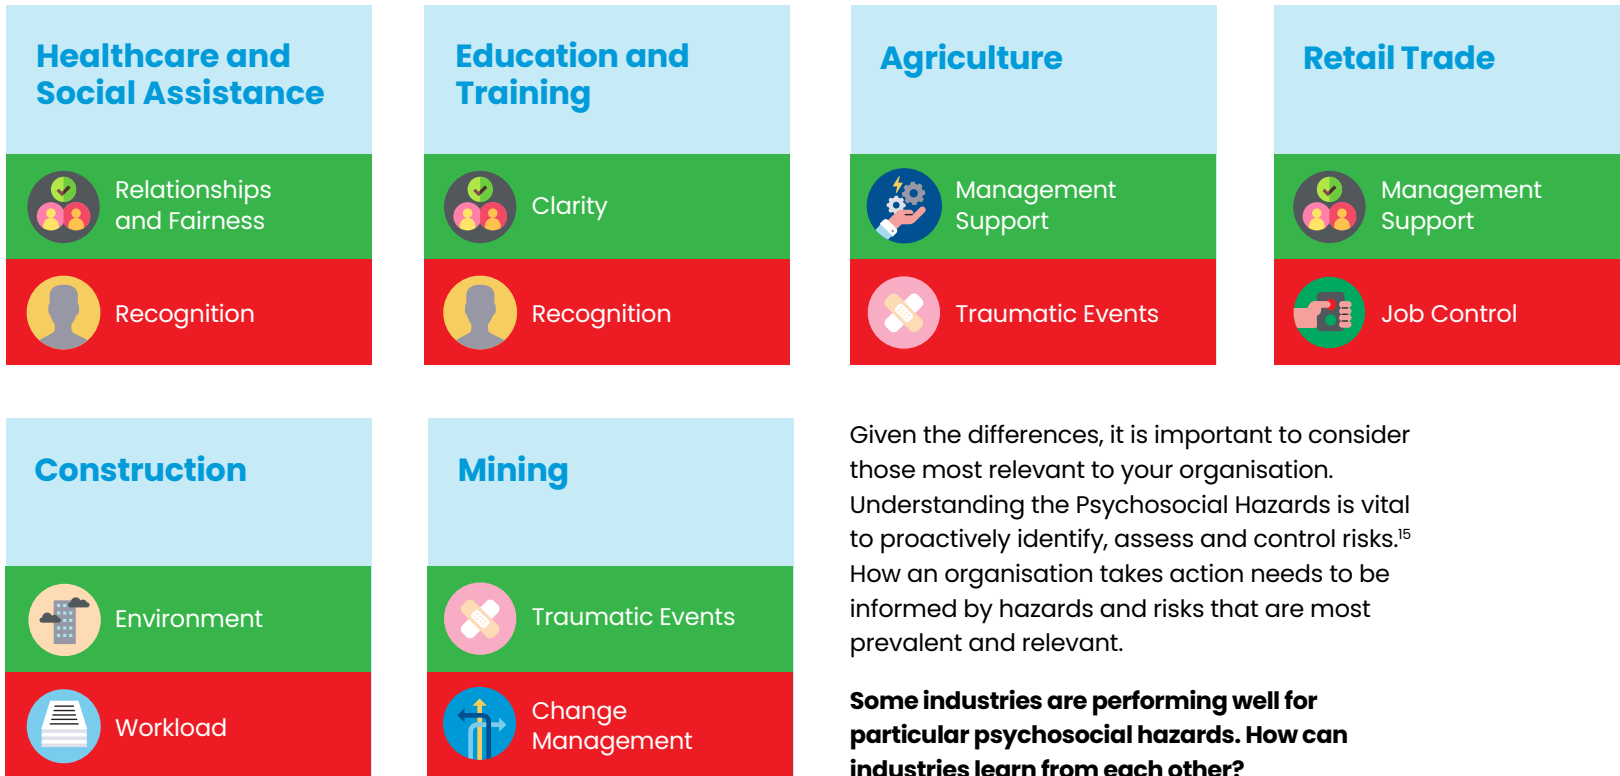 Healthcare and
Social Assistance
Relationships
and Fairness
Recognition
Education and
Training
Clarity
Recognition
Agriculture
Management
Support
Traumatic Events
Retail Trade
Management
Support
Job Control
Construction
Environment
Workload
Mining
Traumatic Events
Change
Management
Given the differences, it is important to consider
those most relevant to your organisation.
Understanding the Psychosocial Hazards is vital
to proactively identify, assess and control risks.15
How an organisation takes action needs to be
informed by hazards and risks that are most
prevalent and relevant.
Some industries are performing well for
particular psychosocial hazards. How can
industries learn from each other?